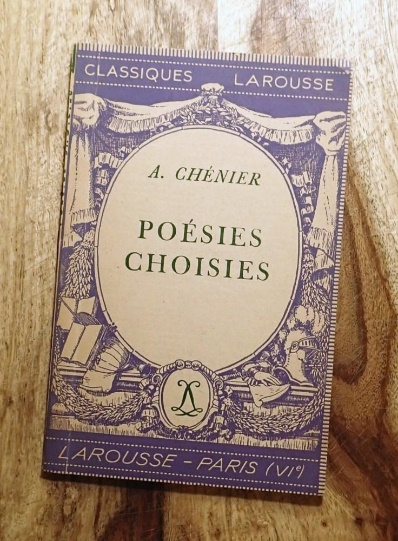 CLASSIQUES LAROUSSE
A. CHÉNIER
POÉSIES
CHOISIES
LAROUSSE - PARIS (VIᵉ)